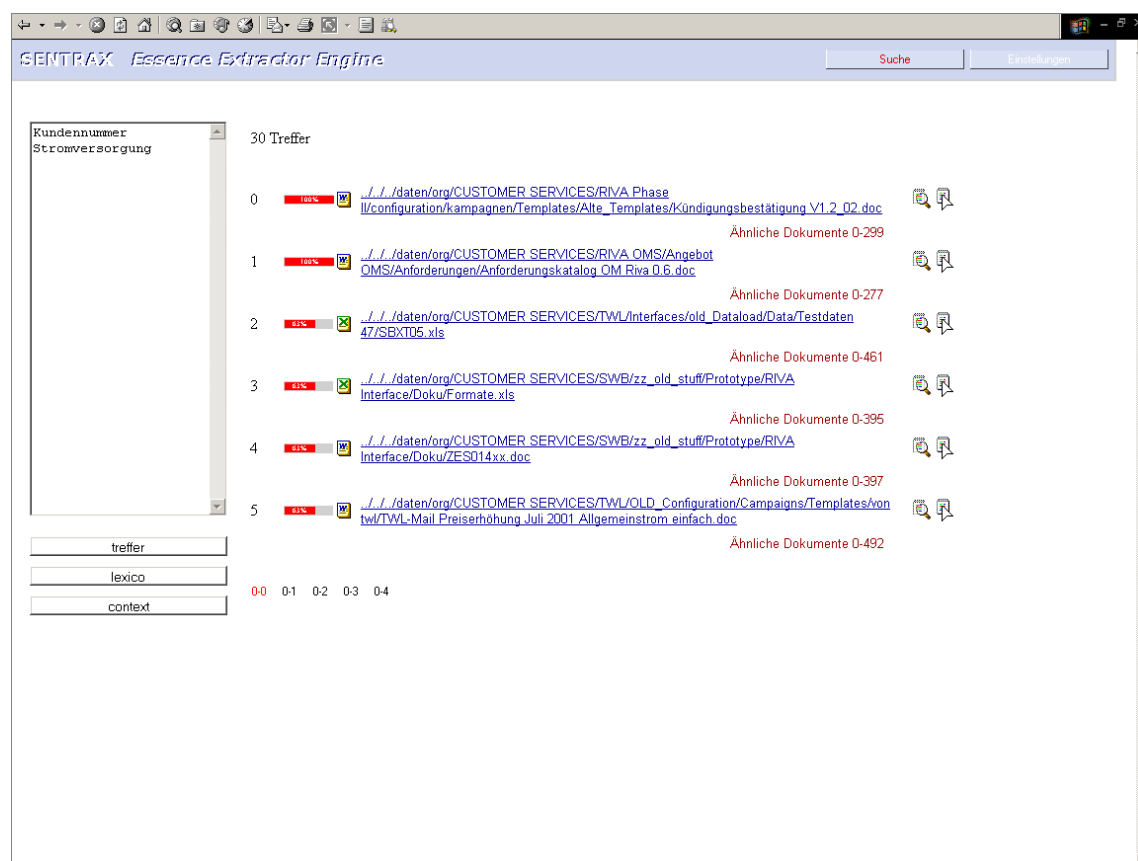 SENTRAX Essence Extractor Engine
Suche
Einstellungen
Kundennummer
Stromversorgung
30 Treffer
0 100% ../../../daten/org/CUSTOMER SERVICES/RIVA Phase
II/configuration/kampagnen/Templates/Alte_Templates/Kündigungsbestätigung V1.2_02.doc
Ähnliche Dokumente 0-299
1 100% ../../../daten/org/CUSTOMER SERVICES/RIVA OMS/Angebot
OMS/Anforderungen/Anforderungskatalog OM Riva 0.6.doc
Ähnliche Dokumente 0-277
2 63% ../../../daten/org/CUSTOMER SERVICES/TWL/Interfaces/old_Dataload/Data/Testdaten
47/SBXT05.xls
Ähnliche Dokumente 0-461
3 63% ../../../daten/org/CUSTOMER SERVICES/SWB/zz_old_stuff/Prototype/RIVA
Interface/Doku/Formate.xls
Ähnliche Dokumente 0-395
4 63% ../../../daten/org/CUSTOMER SERVICES/SWB/zz_old_stuff/Prototype/RIVA
Interface/Doku/ZES014xx.doc
Ähnliche Dokumente 0-397
5 63% ../../../daten/org/CUSTOMER SERVICES/TWL/OLD_Configuration/Campaigns/Templates/von
twl/TWL-Mail Preiserhöhung Juli 2001 Allgemeinstrom einfach.doc
Ähnliche Dokumente 0-492
treffer
lexico
context
0-0 0-1 0-2 0-3 0-4